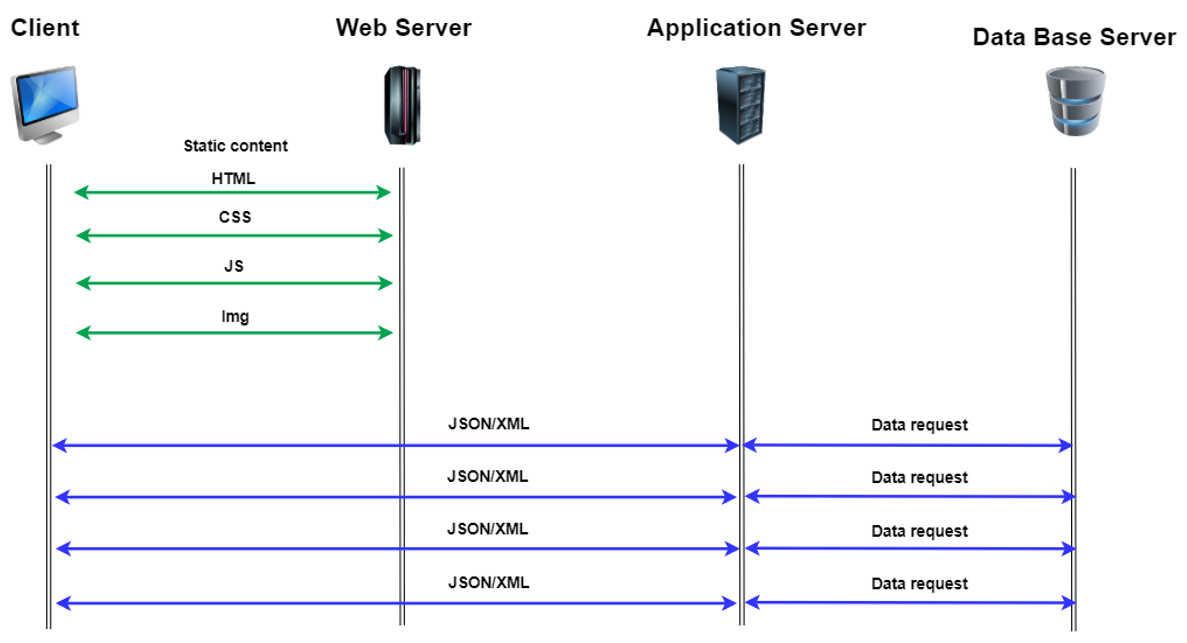 Client
Web Server
Application Server
Data Base Server
Static content
HTML
CSS
JS
Img
JSON/XML
Data request
JSON/XML
Data request
JSON/XML
Data request
JSON/XML
Data request